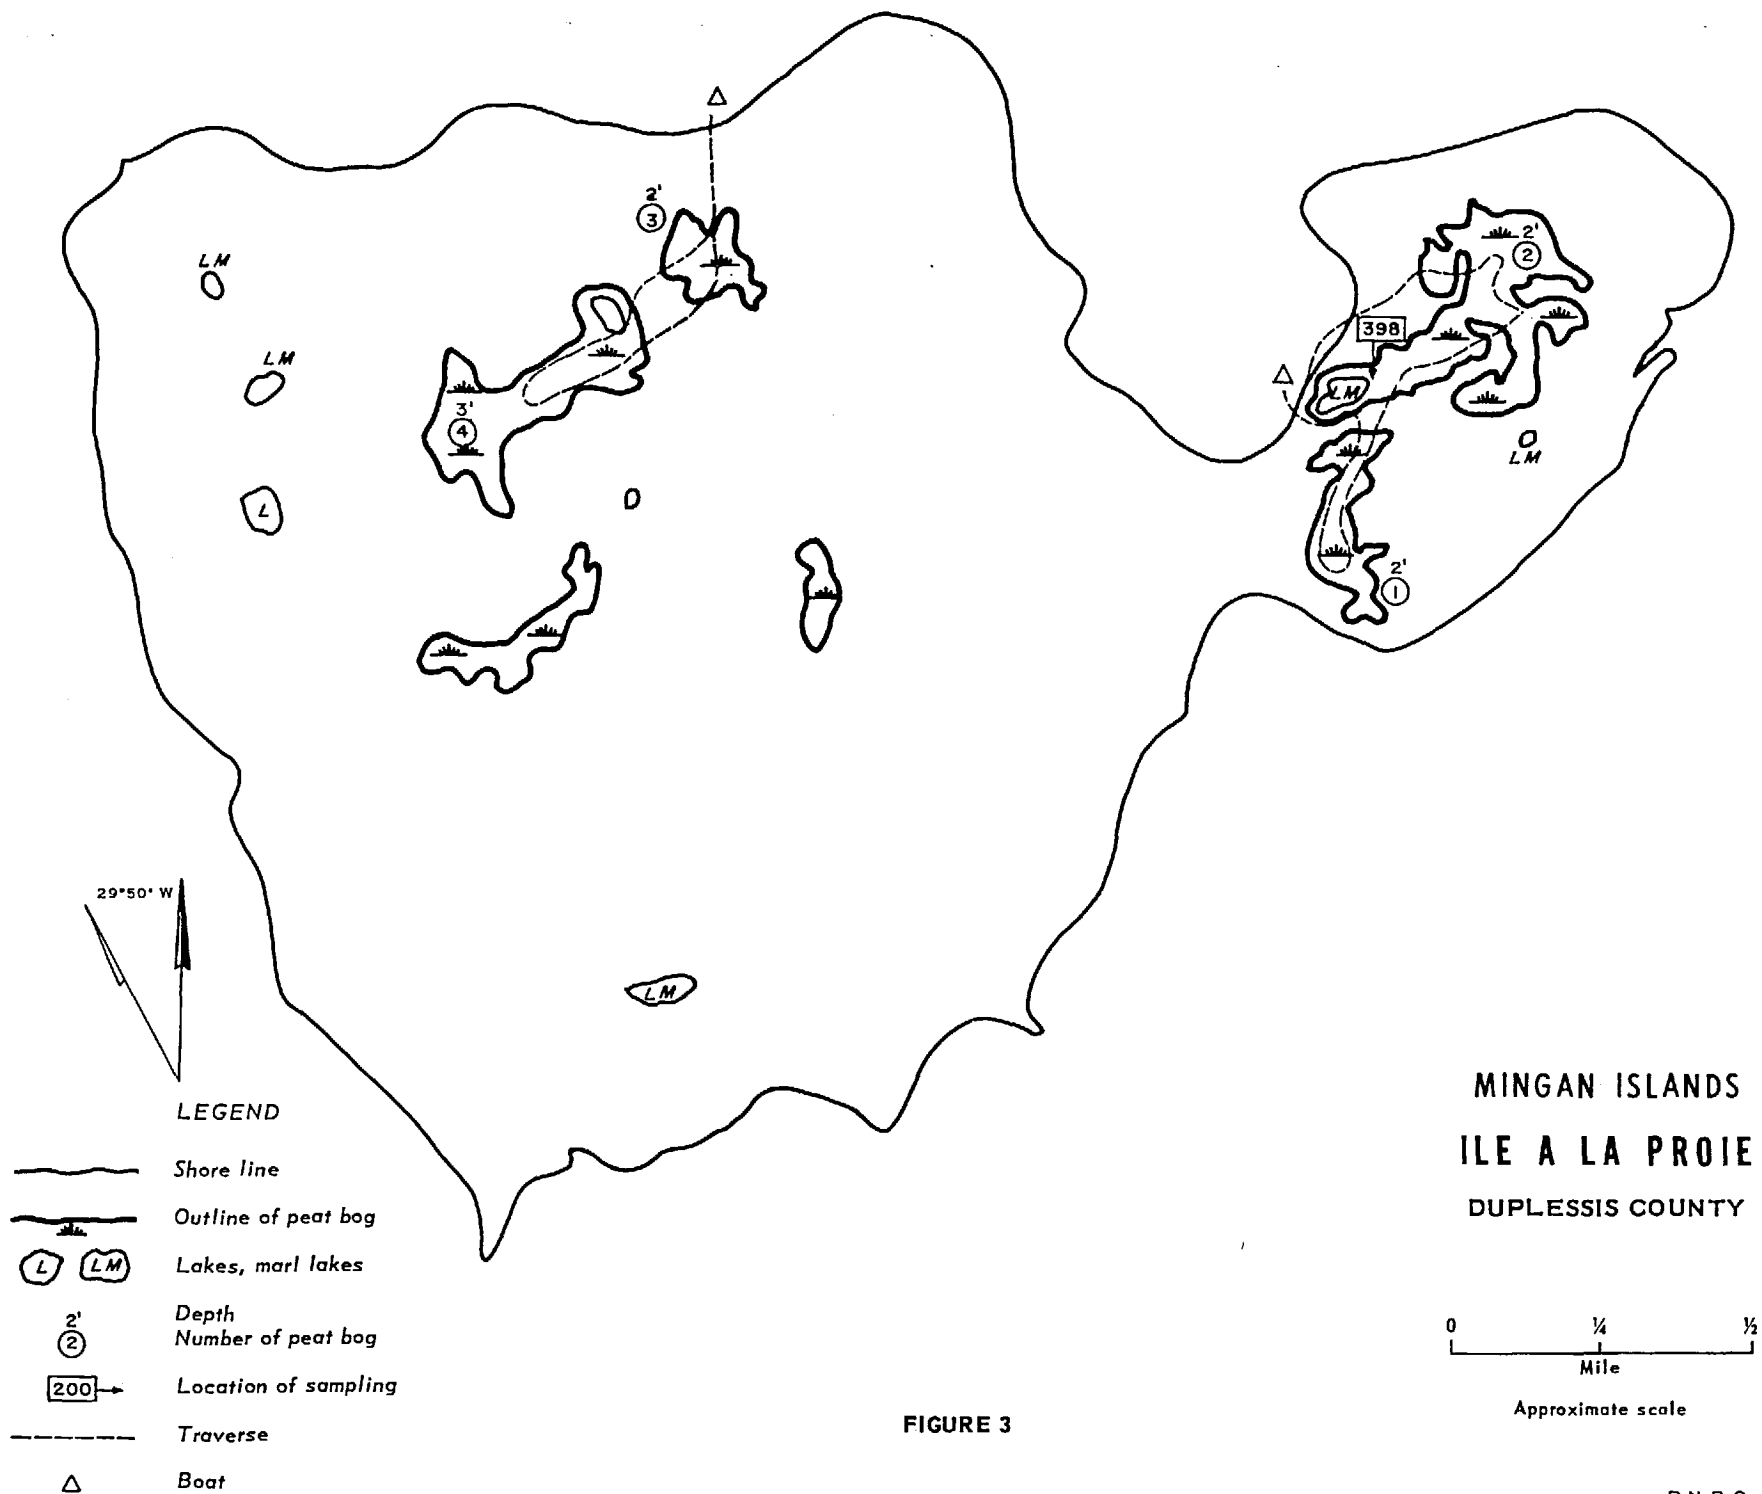 2'
3
LM
2'
2
398
LM
LM
3'
4
LM
L
2'
1
LM
29°50' W
LEGEND
Shore line
Outline of peat bog
L LM Lakes, marl lakes
2' Depth
2 Number of peat bog
200 Location of sampling
Traverse
Boat
MINGAN ISLANDS
ILE A LA PROIE
DUPLESSIS COUNTY
0 ¼ ½
Mile
Approximate scale
FIGURE 3